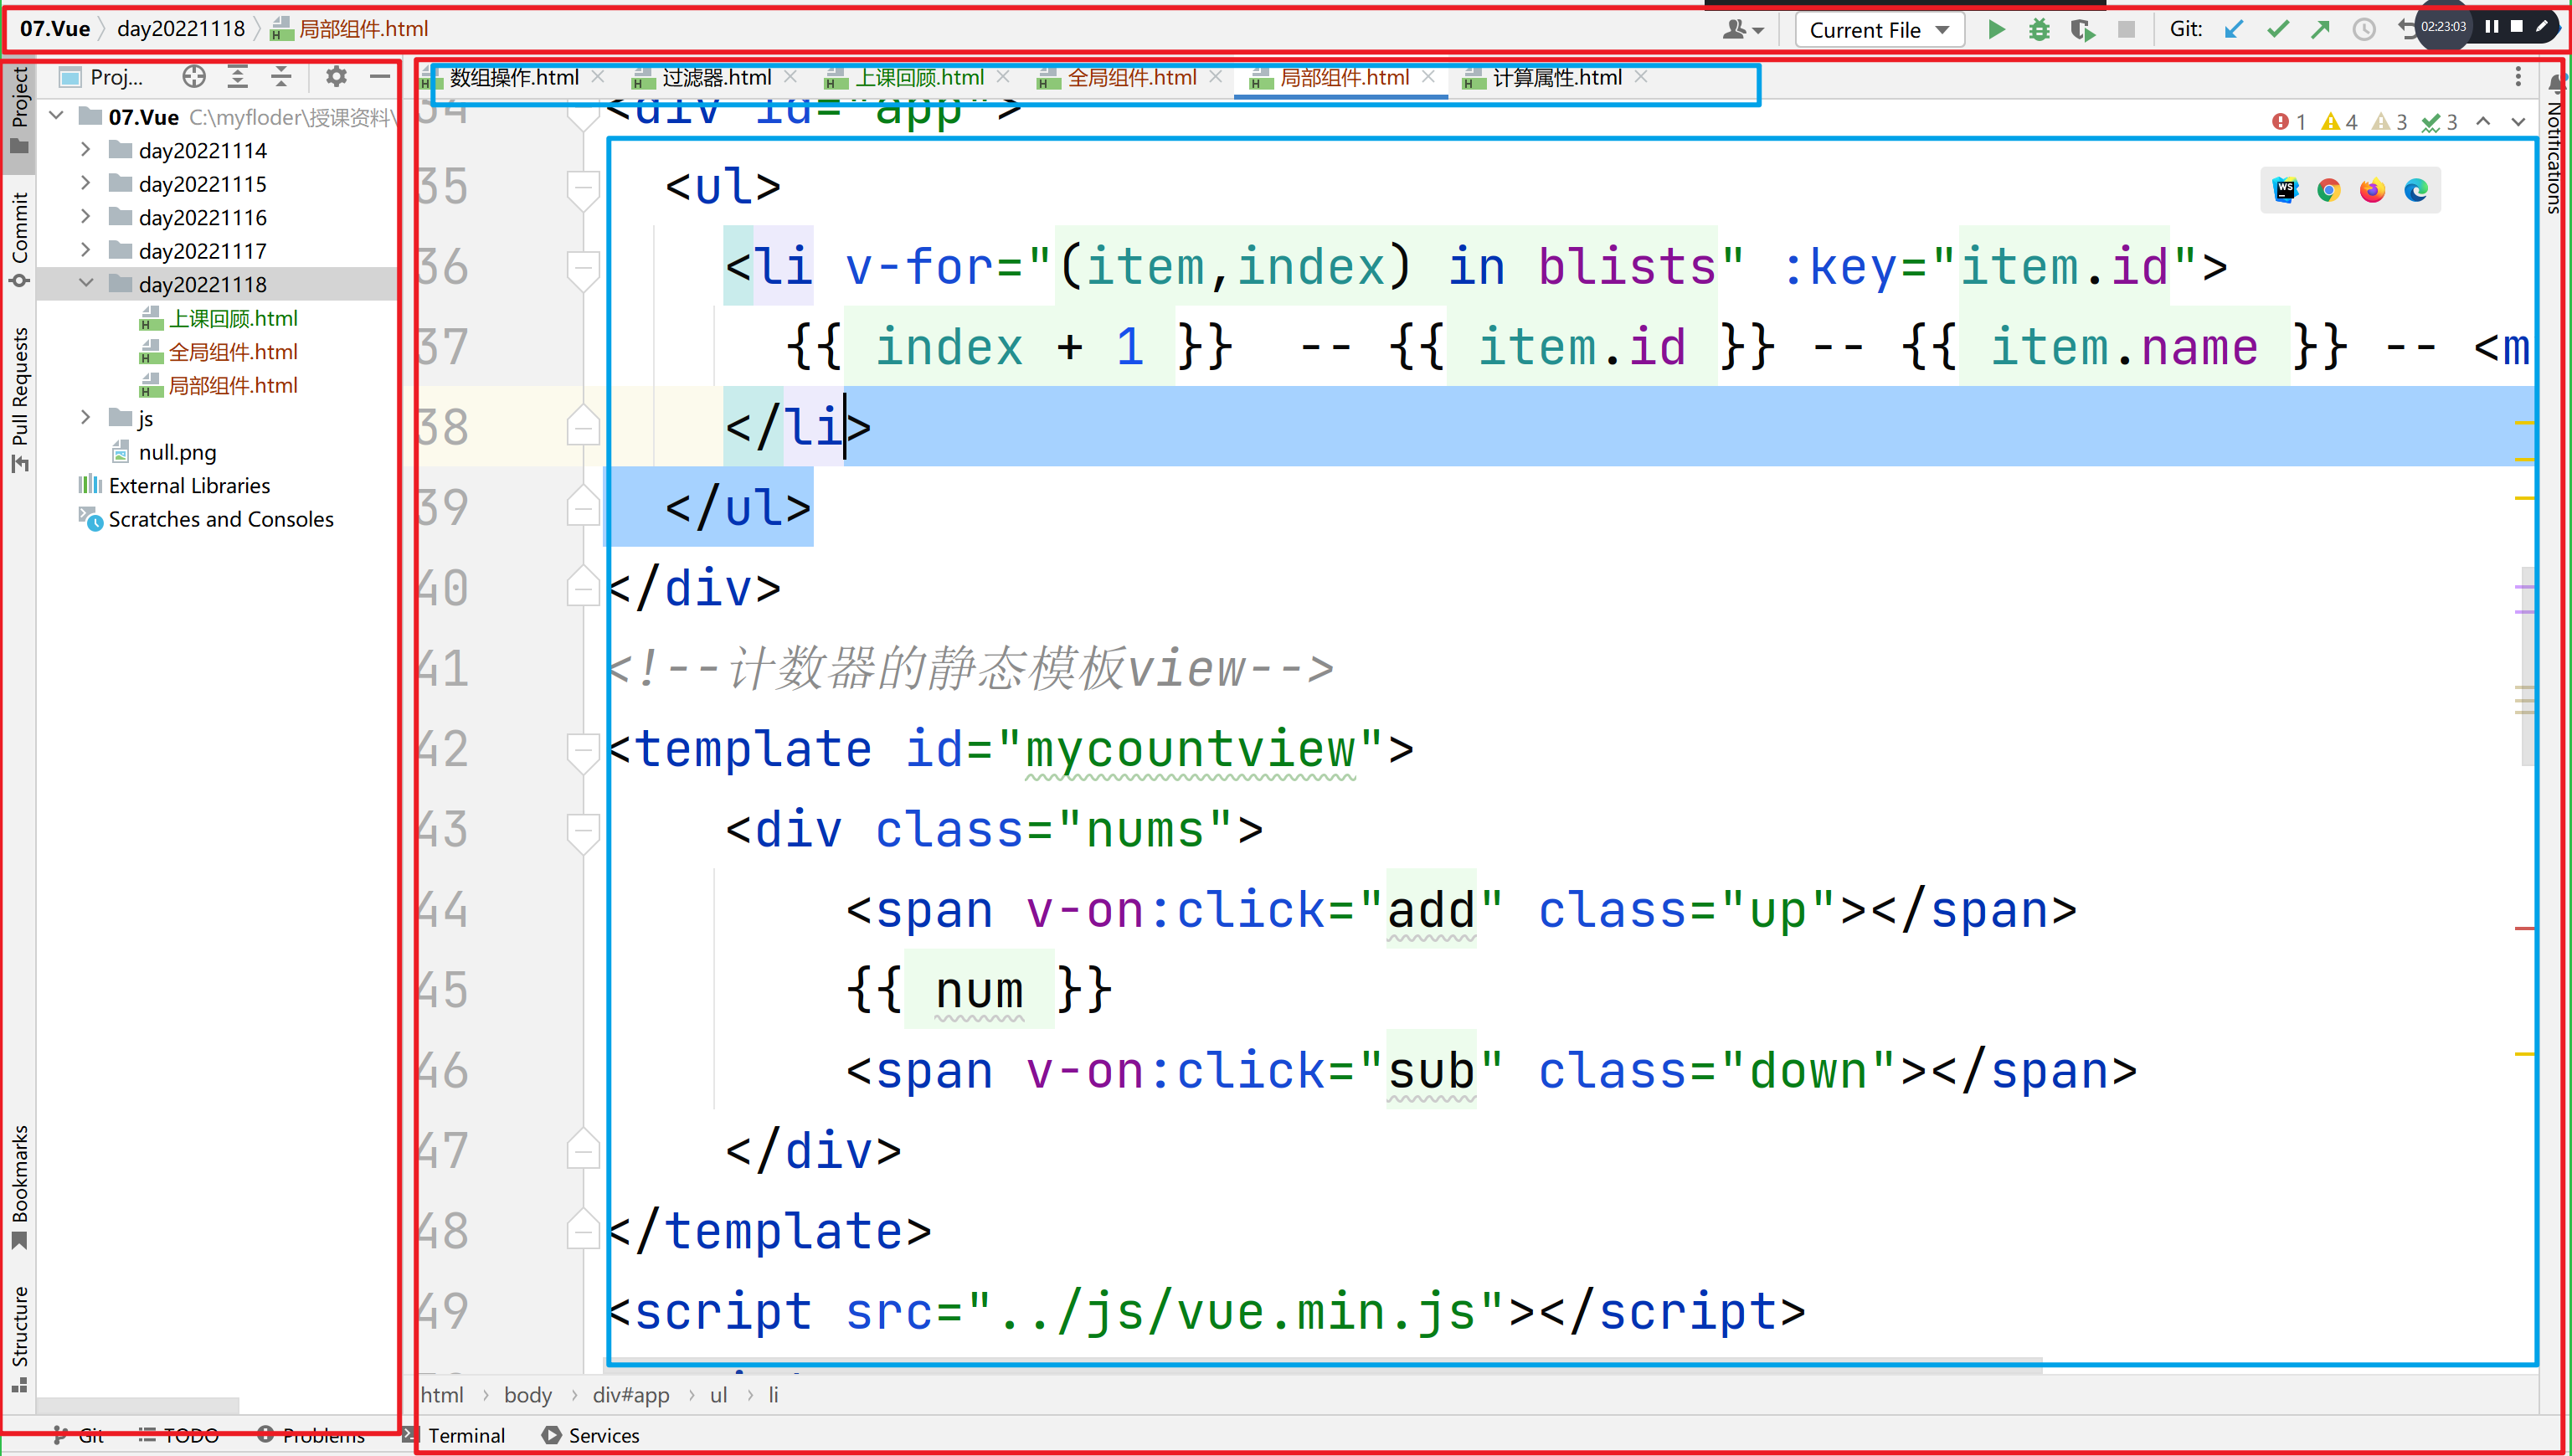 07.Vue 〉 day20221118 〉 局部组件.html
Current File
Git:
02:23:03
Project
Commit
Pull Requests
Bookmarks
Structure
Proj...
07.Vue C:\myfloder\授课资料\
day20221114
day20221115
day20221116
day20221117
day20221118
上课回顾.html
全局组件.html
局部组件.html
js
null.png
External Libraries
Scratches and Consoles
数组操作.html
过滤器.html
上课回顾.html
全局组件.html
局部组件.html
计算属性.html
1 4 3 3
WS
Notifications
34 <div id="app">
35 <ul>
36 <li v-for="(item,index) in blists" :key="item.id">
37 {{ index + 1 }} -- {{ item.id }} -- {{ item.name }} -- <m
38 </li>
39 </ul>
40 </div>
41 <!--计数器的静态模板view-->
42 <template id="mycountview">
43 <div class="nums">
44 <span v-on:click="add" class="up"></span>
45 {{ num }}
46 <span v-on:click="sub" class="down"></span>
47 </div>
48 </template>
49 <script src="../js/vue.min.js"></script>
html › body › div#app › ul › li
Git TODO Problems Terminal Services